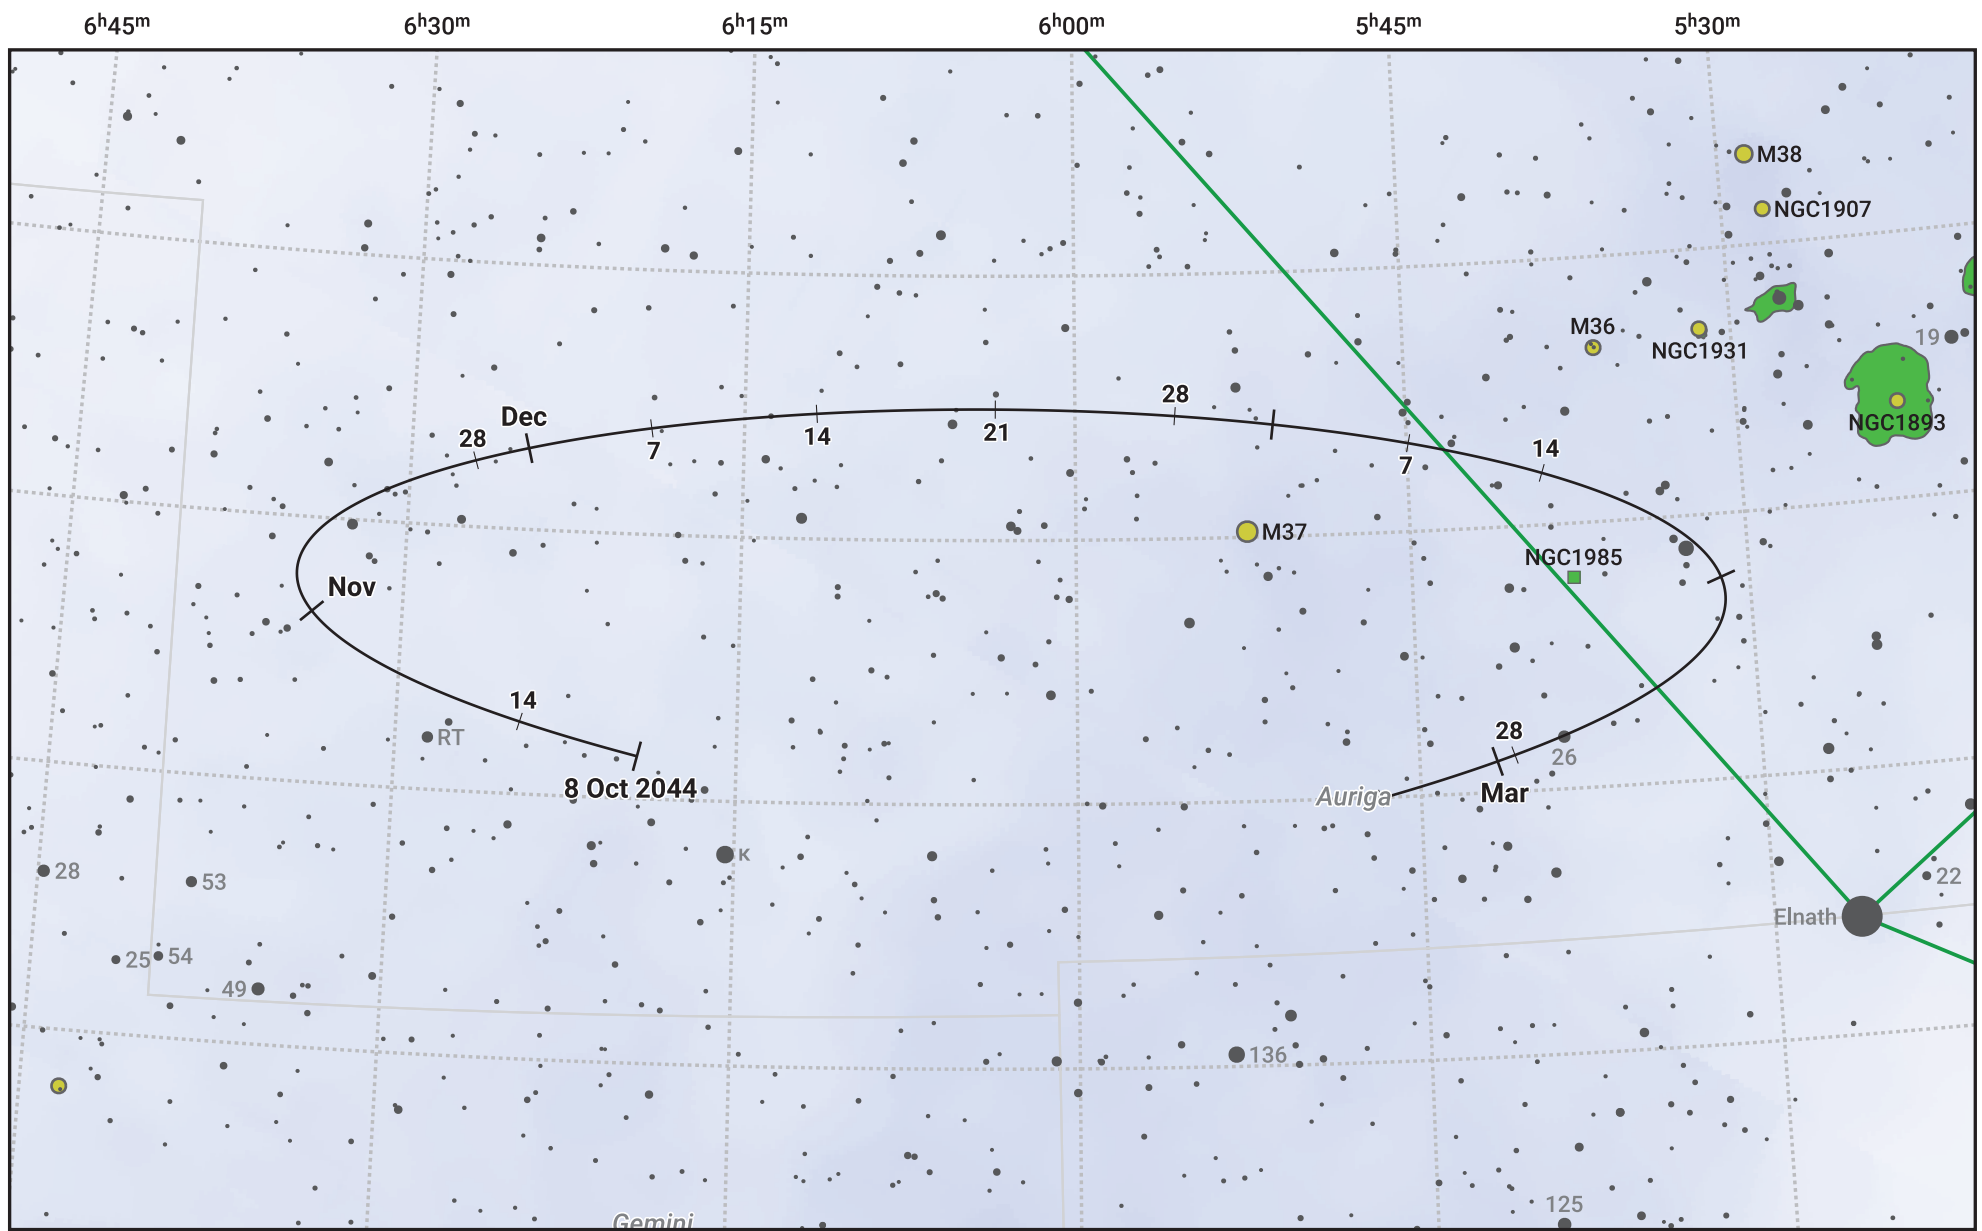 6ʰ45ᵐ 6ʰ30ᵐ 6ʰ15ᵐ 6ʰ00ᵐ 5ʰ45ᵐ 5ʰ30ᵐ
M38
NGC1907
M36
19
NGC1931
28
Dec
NGC1893
28
7
14
21
7
14
M37
NGC1985
Nov
14
28
RT
26
8 Oct 2044
Auriga
Mar
κ
28
53
22
Elnath
25
54
49
136
125
Gemini